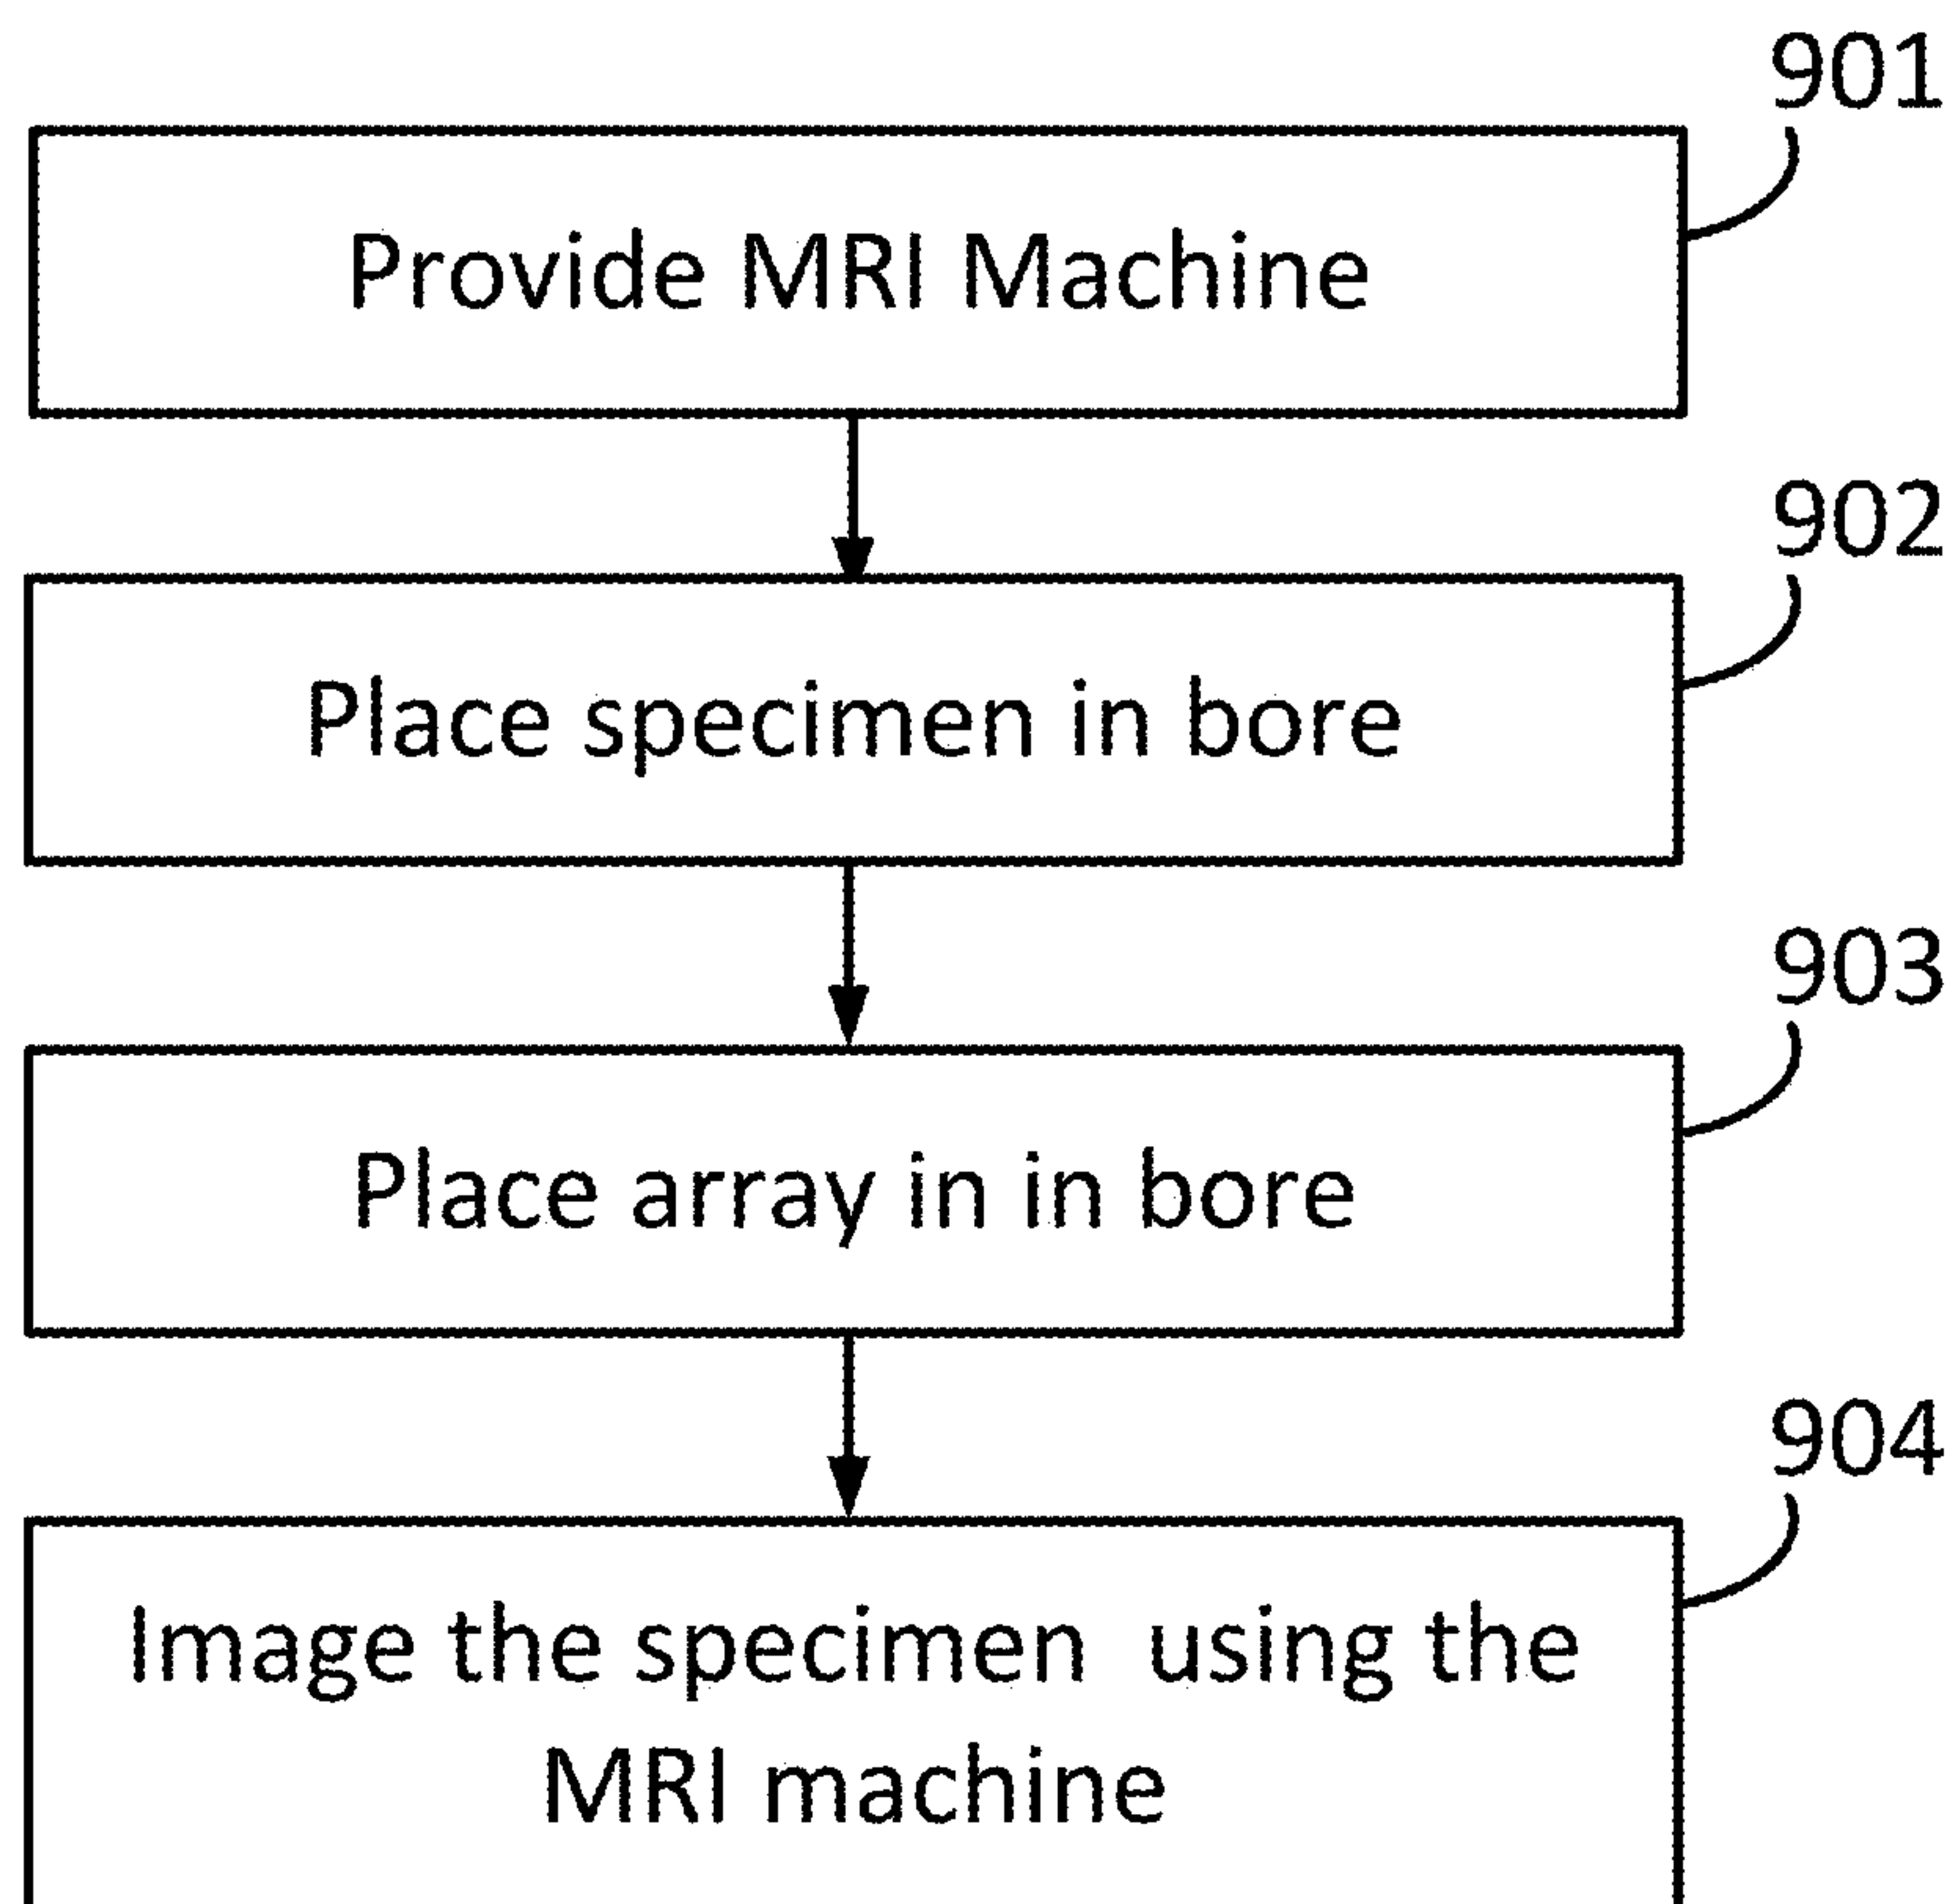 901
Provide MRI Machine
902
Place specimen in bore
903
Place array in in bore
904
Image the specimen using the
MRI machine